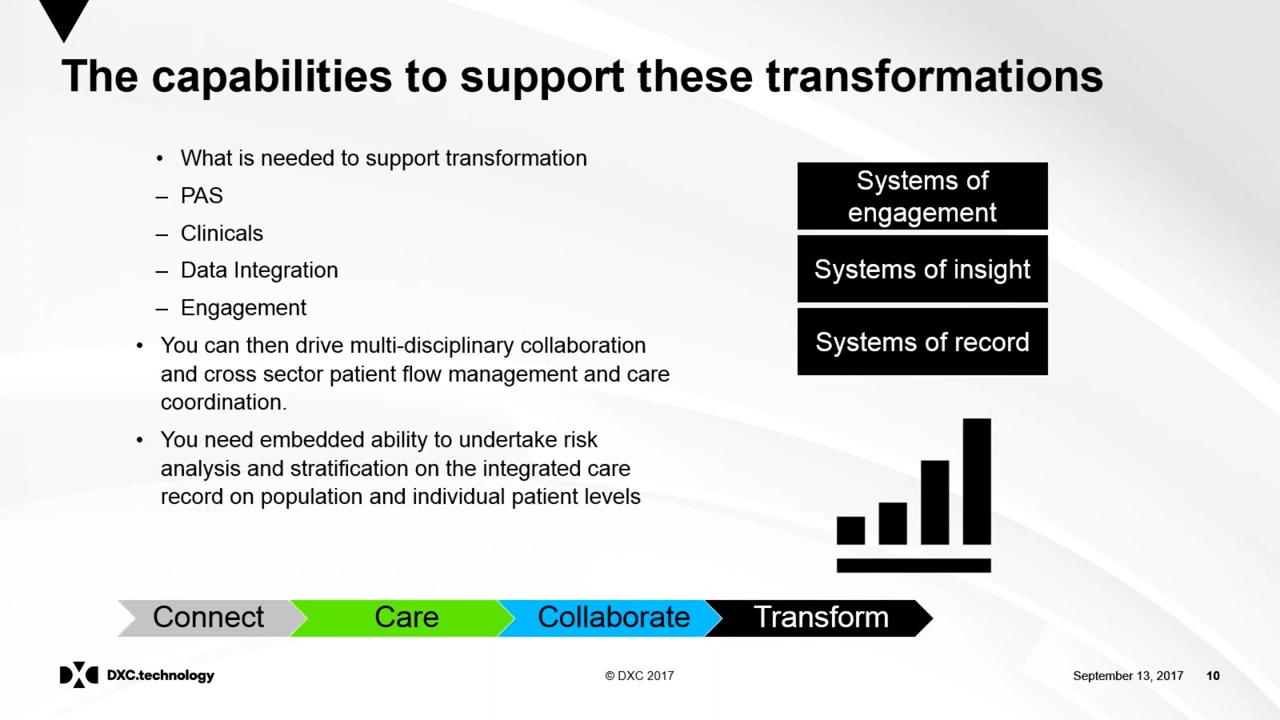 The capabilities to support these transformations
• What is needed to support transformation
– PAS
– Clinicals
– Data Integration
– Engagement
• You can then drive multi-disciplinary collaboration
and cross sector patient flow management and care
coordination.
• You need embedded ability to undertake risk
analysis and stratification on the integrated care
record on population and individual patient levels
Systems of
engagement
Systems of insight
Systems of record
Connect
Care
Collaborate
Transform
DXC.technology
© DXC 2017
September 13, 2017
10